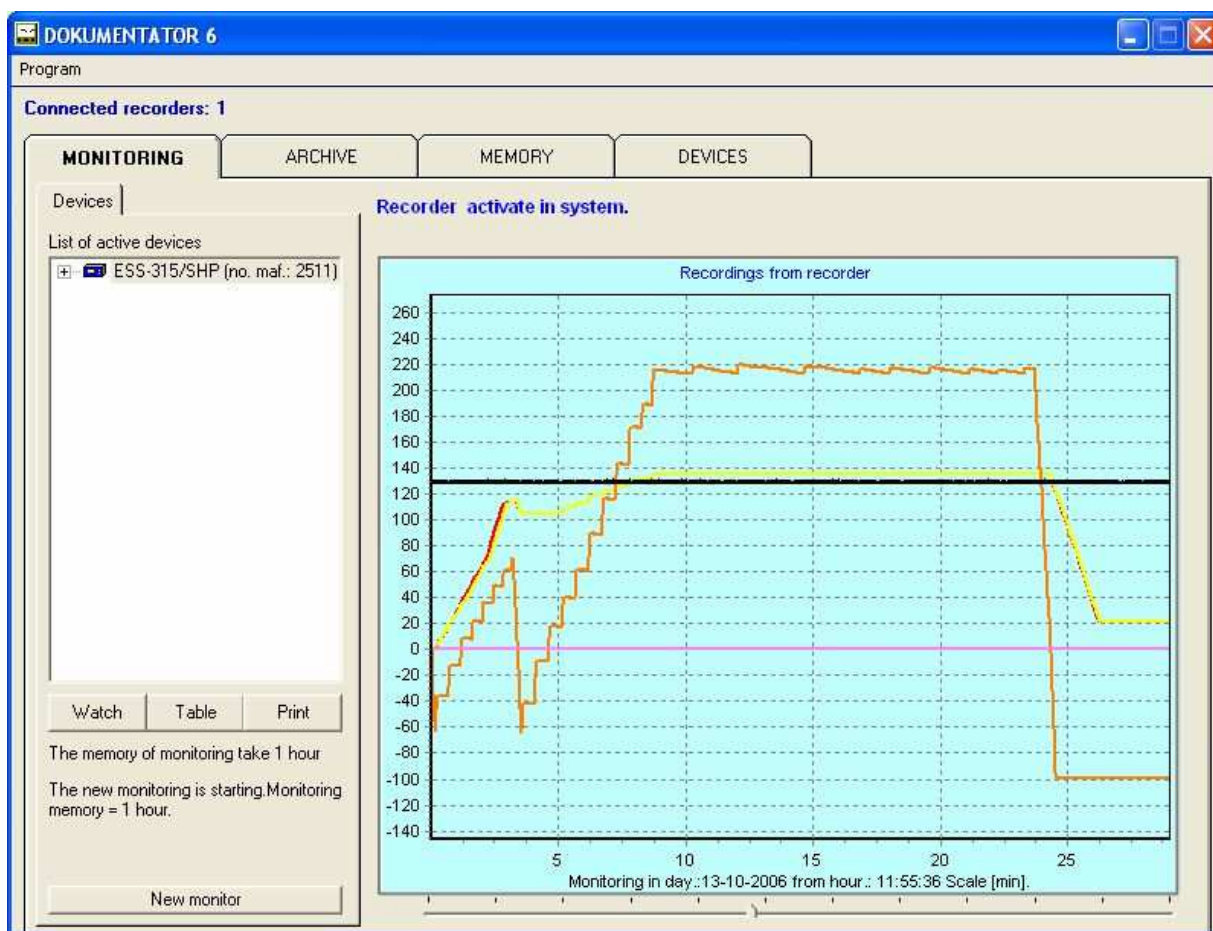 DOKUMENTATOR 6
Program
Connected recorders: 1
MONITORING
ARCHIVE
MEMORY
DEVICES
Devices
Recorder activate in system.
List of active devices
ESS-315/SHP (no. maf.: 2511)
Recordings from recorder
260
240
220
200
180
160
140
120
100
80
60
40
20
0
-20
-40
-60
-80
-100
-120
-140
5 10 15 20 25
Monitoring in day.:13-10-2006 from hour.: 11:55:36 Scale [min].
Watch
Table
Print
The memory of monitoring take 1 hour
The new monitoring is starting.Monitoring
memory = 1 hour.
New monitor